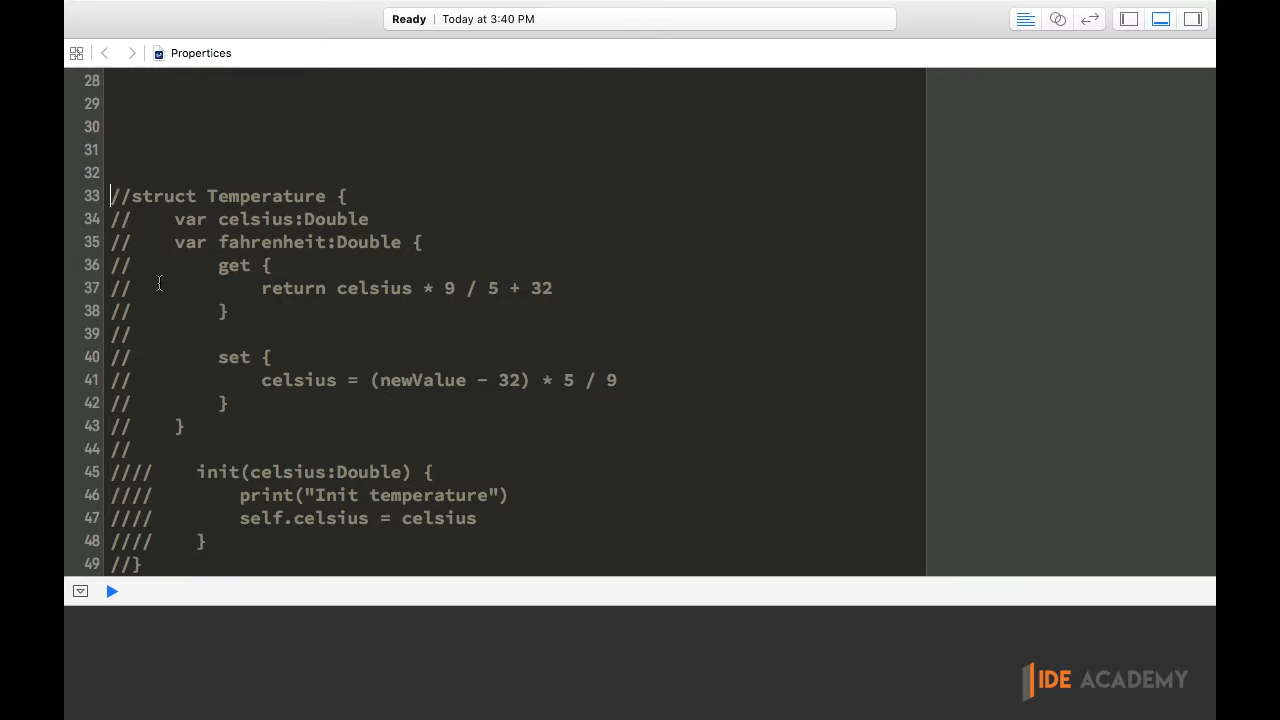 Ready | Today at 3:40 PM
Propertices
28
29
30
31
32
33 //struct Temperature {
34 //    var celsius:Double
35 //    var fahrenheit:Double {
36 //        get {
37 //            return celsius * 9 / 5 + 32
38 //        }
39 //
40 //        set {
41 //            celsius = (newValue - 32) * 5 / 9
42 //        }
43 //    }
44 //
45 ////    init(celsius:Double) {
46 ////        print("Init temperature")
47 ////        self.celsius = celsius
48 ////    }
49 //}
IDE ACADEMY